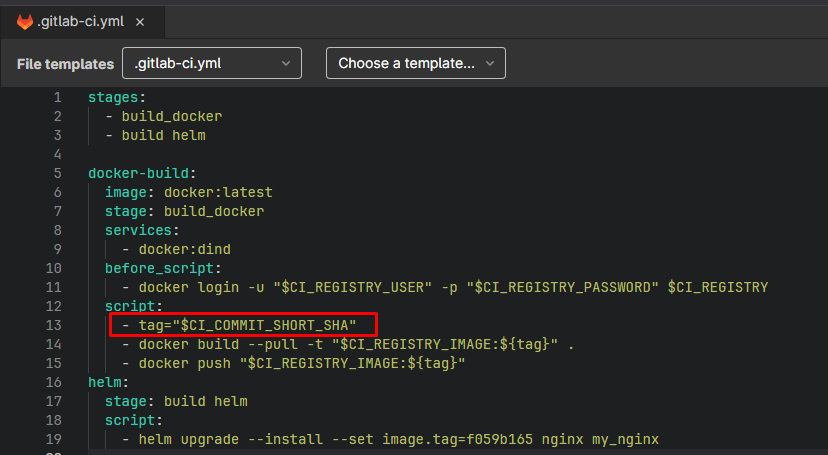 .gitlab-ci.yml ×
File templates .gitlab-ci.yml Choose a template...
1 stages:
2 - build_docker
3 - build helm
4
5 docker-build:
6 image: docker:latest
7 stage: build_docker
8 services:
9 - docker:dind
10 before_script:
11 - docker login -u "$CI_REGISTRY_USER" -p "$CI_REGISTRY_PASSWORD" $CI_REGISTRY
12 script:
13 - tag="$CI_COMMIT_SHORT_SHA"
14 - docker build --pull -t "$CI_REGISTRY_IMAGE:${tag}" .
15 - docker push "$CI_REGISTRY_IMAGE:${tag}"
16 helm:
17 stage: build helm
18 script:
19 - helm upgrade --install --set image.tag=f059b165 nginx my_nginx